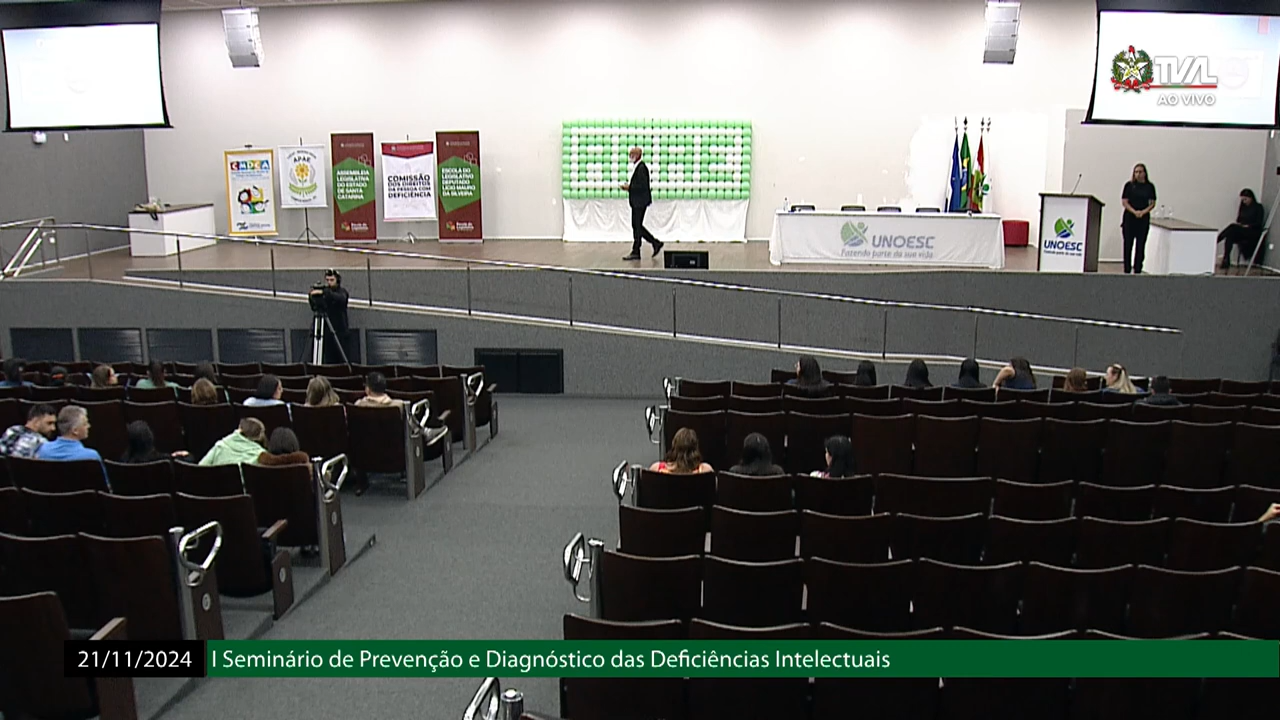 TVAL
AO VIVO
CMDCA
APAE
ASSEMBLEIA
LEGISLATIVA
DO ESTADO
DE SANTA
CATARINA
COMISSÃO
DOS DIREITOS
DA PESSOA COM
DEFICIÊNCIA
ESCOLA DO
LEGISLATIVO
DEPUTADO
LÍCIO MAURO
DA SILVEIRA
UNOESC
Fazendo parte da sua vida
UNOESC
21/11/2024
I Seminário de Prevenção e Diagnóstico das Deficiências Intelectuais